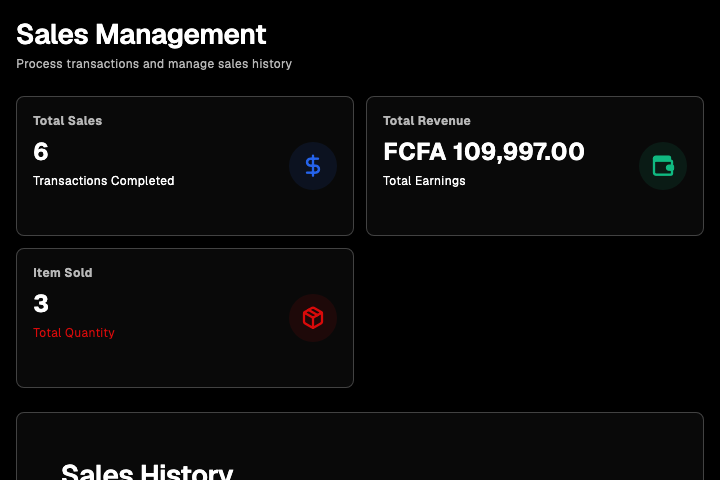 Sales Management
Process transactions and manage sales history
Total Sales
6
Transactions Completed
$
Total Revenue
FCFA 109,997.00
Total Earnings
Item Sold
3
Total Quantity
Sales History